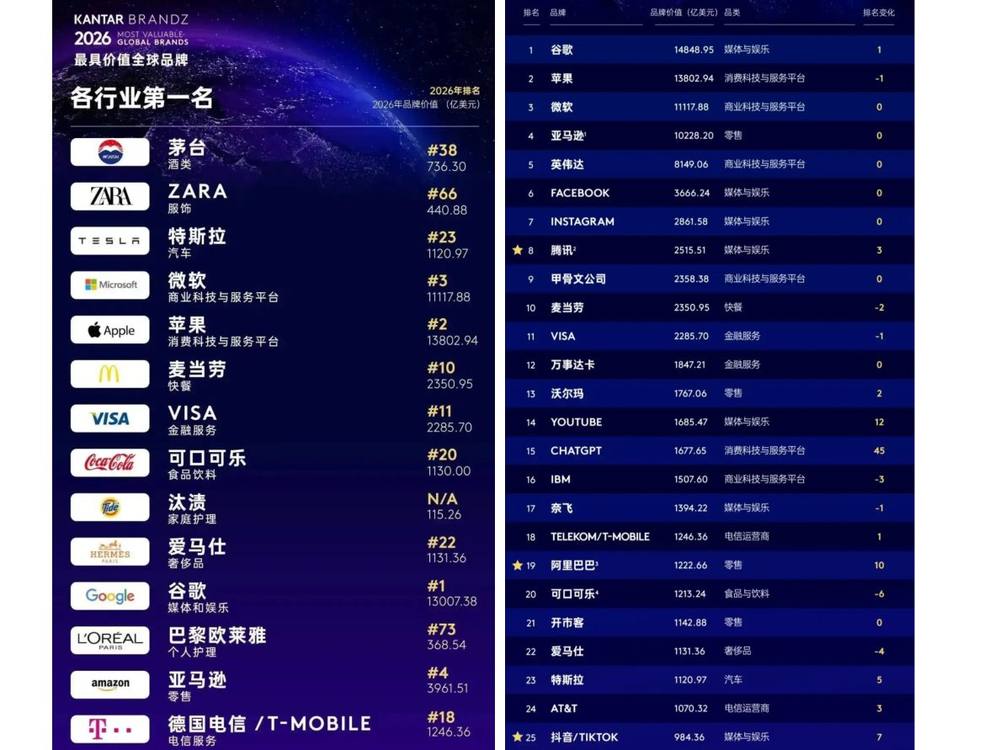 KANTAR BRANDZ
2026 MOST VALUABLE GLOBAL BRANDS
最具价值全球品牌
各行业第一名
2026年排名
2026年品牌价值 (亿美元)
茅台 #38
酒类 736.30
ZARA ZARA #66
服饰 440.88
TESLA 特斯拉 #23
汽车 1120.97
Microsoft 微软 #3
商业科技与服务平台 11117.88
Apple 苹果 #2
消费科技与服务平台 13802.94
麦当劳 #10
快餐 2350.95
VISA VISA #11
金融服务 2285.70
Coca-Cola 可口可乐 #20
食品饮料 1130.00
Tide 汰渍 N/A
家庭护理 115.26
HERMÈS PARIS 爱马仕 #22
奢侈品 1131.36
Google 谷歌 #1
媒体和娱乐 13007.38
L'ORÉAL PARIS 巴黎欧莱雅 #73
个人护理 368.54
amazon 亚马逊 #4
零售 3961.51
T 德国电信 /T-MOBILE #18
电信服务 1246.36
排名 品牌 品牌价值（亿美元） 品类 排名变化
1 谷歌 14848.95 媒体与娱乐 1
2 苹果 13802.94 消费科技与服务平台 -1
3 微软 11117.88 商业科技与服务平台 0
4 亚马逊¹ 10228.20 零售 0
5 英伟达 8149.06 商业科技与服务平台 0
6 FACEBOOK 3666.24 媒体与娱乐 0
7 INSTAGRAM 2861.58 媒体与娱乐 0
8 腾讯² 2515.51 媒体与娱乐 3
9 甲骨文公司 2358.38 商业科技与服务平台 0
10 麦当劳 2350.95 快餐 -2
11 VISA 2285.70 金融服务 -1
12 万事达卡 1847.21 金融服务 0
13 沃尔玛 1767.06 零售 2
14 YOUTUBE 1685.47 媒体与娱乐 12
15 CHATGPT 1677.65 消费科技与服务平台 45
16 IBM 1507.60 商业科技与服务平台 -3
17 奈飞 1394.22 媒体与娱乐 -1
18 TELEKOM/T-MOBILE 1246.36 电信运营商 1
19 阿里巴巴³ 1222.66 零售 10
20 可口可乐⁴ 1213.24 食品与饮料 -6
21 开市客 1142.88 零售 0
22 爱马仕 1131.36 奢侈品 -4
23 特斯拉 1120.97 汽车 5
24 AT&T 1070.32 电信运营商 3
25 抖音/TIKTOK 984.36 媒体与娱乐 7